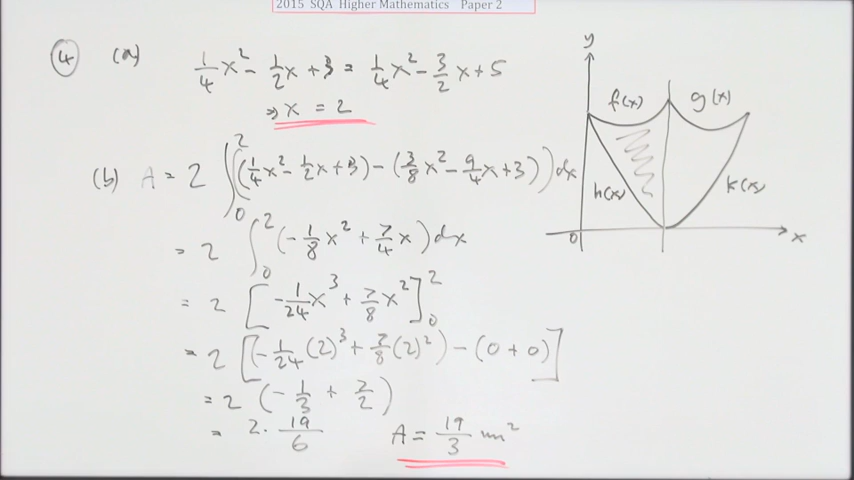 2015 SQA Higher Mathematics Paper 2
4 (a) 1/4 x² - 1/2 x + 3 = 1/4 x² - 3/2 x + 5
⇒ x = 2
(b) A = 2 ∫₀² ((1/4 x² - 1/2 x + 3) - (3/8 x² - 9/4 x + 3)) dx
= 2 ∫₀² (-1/8 x² + 7/4 x) dx
= 2 [-1/24 x³ + 7/8 x²]₀²
= 2 [(-1/24 (2)³ + 7/8 (2)²) - (0 + 0)]
= 2 (-1/3 + 7/2)
= 2 · 19/6 A = 19/3 un²
y
f(x) g(x)
h(x) k(x)
0 x